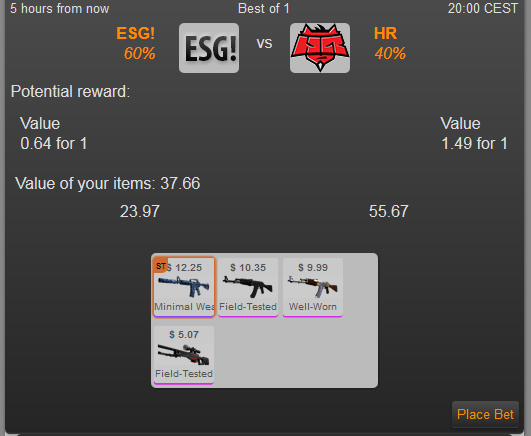 5 hours from now Best of 1 20:00 CEST
ESG! 60% ESG! vs HR 40%
Potential reward:
Value Value
0.64 for 1 1.49 for 1
Value of your items: 37.66
23.97 55.67
ST $ 12.25 $ 10.35 $ 9.99
Minimal Wea Field-Tested Well-Worn
$ 5.07
Field-Tested
Place Bet